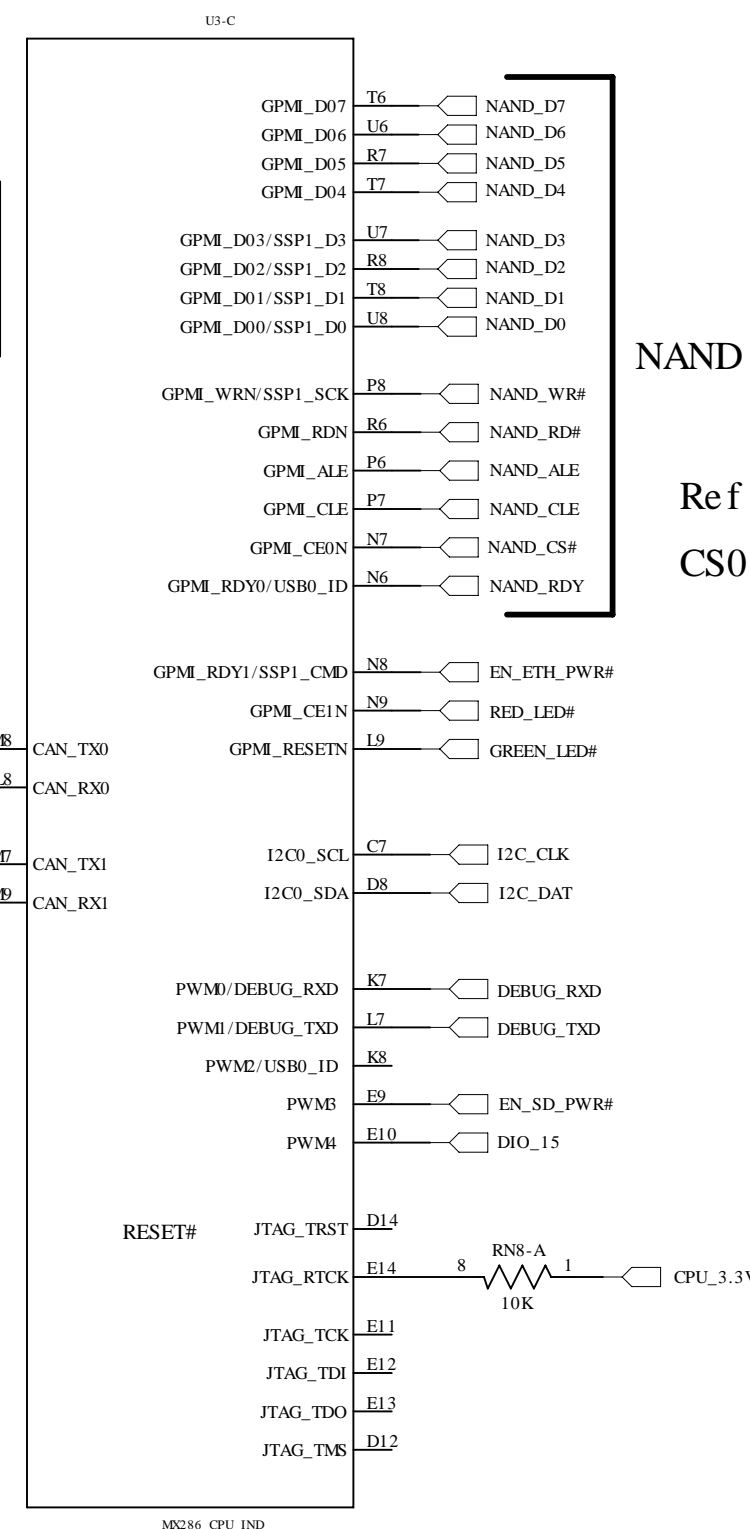 U3-C
GPMI_D07 T6 NAND_D7
GPMI_D06 U6 NAND_D6
GPMI_D05 R7 NAND_D5
GPMI_D04 T7 NAND_D4
GPMI_D03/SSP1_D3 U7 NAND_D3
GPMI_D02/SSP1_D2 R8 NAND_D2
GPMI_D01/SSP1_D1 T8 NAND_D1
GPMI_D00/SSP1_D0 U8 NAND_D0
NAND
GPMI_WRN/SSP1_SCK P8 NAND_WR#
GPMI_RDN R6 NAND_RD#
GPMI_ALE P6 NAND_ALE
Ref
GPMI_CLE P7 NAND_CLE
GPMI_CE0N N7 NAND_CS#
CS0
GPMI_RDY0/USB0_ID N6 NAND_RDY
GPMI_RDY1/SSP1_CMD N8 EN_ETH_PWR#
GPMI_CE1N N9 RED_LED#
CAN_TX0 GPMI_RESETN L9 GREEN_LED#
CAN_RX0
I2C0_SCL C7 I2C_CLK
CAN_TX1
I2C0_SDA D8 I2C_DAT
CAN_RX1
PWM0/DEBUG_RXD K7 DEBUG_RXD
PWM1/DEBUG_TXD L7 DEBUG_TXD
PWM2/USB0_ID K8
PWM3 E9 EN_SD_PWR#
PWM4 E10 DIO_15
RESET# JTAG_TRST D14
JTAG_RTCK E14 8 RN8-A 1 CPU_3.3V
10K
JTAG_TCK E11
JTAG_TDI E12
JTAG_TDO E13
JTAG_TMS D12
MX286_CPU_IND